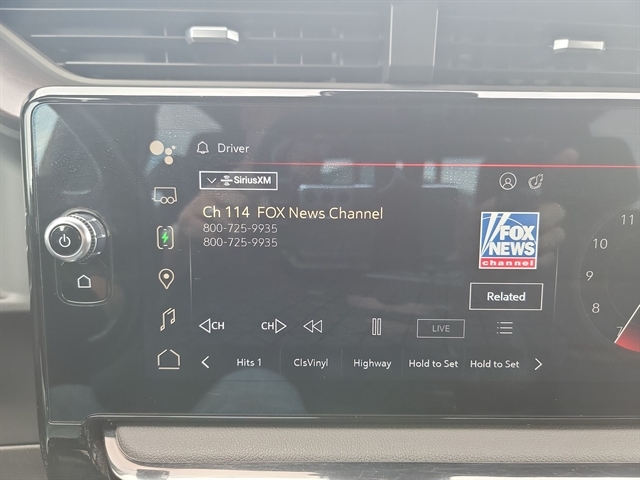 Driver
SiriusXM
Ch 114 FOX News Channel
800-725-9935
800-725-9935
FOX
NEWS
channel
Related
CH
CH
LIVE
Hits 1
ClsVinyl
Highway
Hold to Set
Hold to Set
11
10
9
8
7